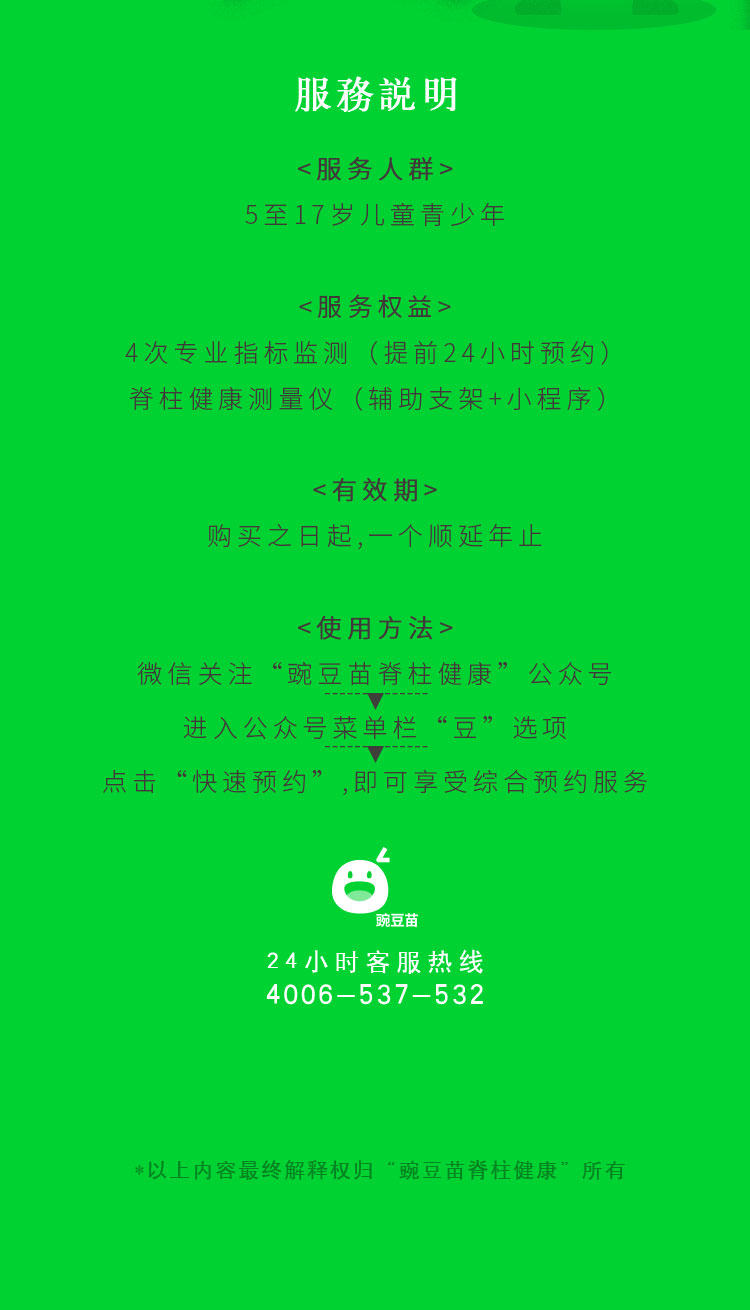 服務説明
<服务人群>
5至17岁儿童青少年
<服务权益>
4次专业指标监测（提前24小时预约）
脊柱健康测量仪（辅助支架+小程序）
<有效期>
购买之日起,一个顺延年止
<使用方法>
微信关注“豌豆苗脊柱健康”公众号
进入公众号菜单栏“豆”选项
点击“快速预约”,即可享受综合预约服务
豌豆苗
24小时客服热线
4006—537—532
*以上内容最终解释权归“豌豆苗脊柱健康”所有